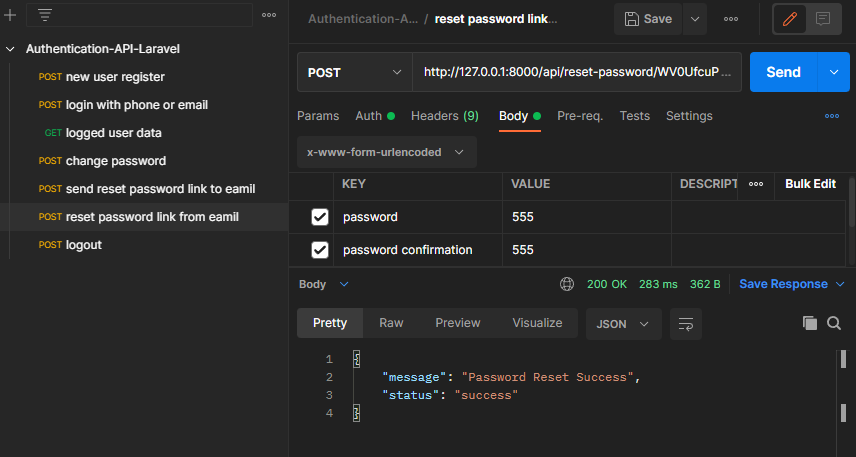 Authentication-API-Laravel
POST new user register
POST login with phone or email
GET logged user data
POST change password
POST send reset password link to eamil
POST reset password link from eamil
POST logout
Authentication-A... / reset password link...
Save
POST
http://127.0.0.1:8000/api/reset-password/WV0UfcuP...
Send
Params Auth Headers (9) Body Pre-req. Tests Settings
x-www-form-urlencoded
KEY VALUE DESCRIPT Bulk Edit
password 555
password confirmation 555
Body 200 OK 283 ms 362 B Save Response
Pretty Raw Preview Visualize JSON
1 {
2 "message": "Password Reset Success",
3 "status": "success"
4 }